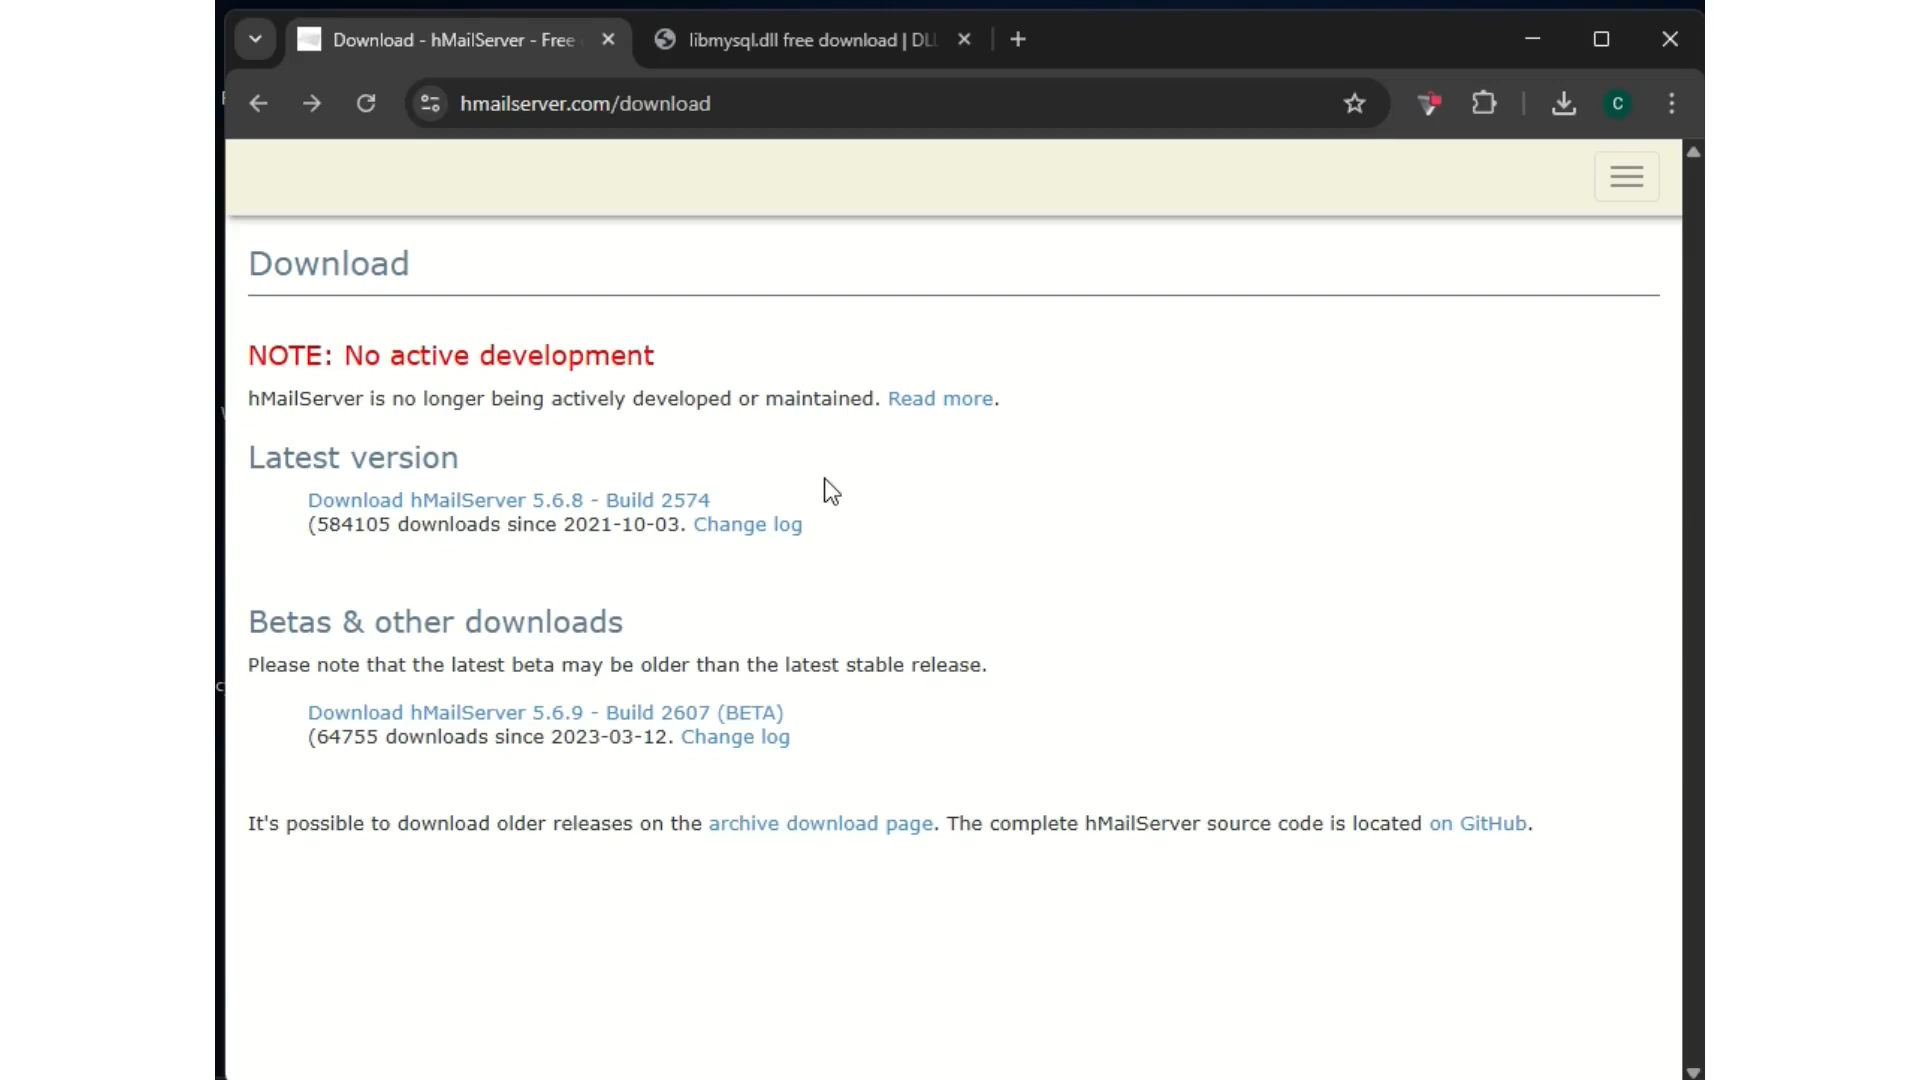 Download - hMailServer - Free
libmysql.dll free download | DL
hmailserver.com/download
C
Download
NOTE: No active development
hMailServer is no longer being actively developed or maintained. Read more.
Latest version
Download hMailServer 5.6.8 - Build 2574
(584105 downloads since 2021-10-03. Change log
Betas & other downloads
Please note that the latest beta may be older than the latest stable release.
Download hMailServer 5.6.9 - Build 2607 (BETA)
(64755 downloads since 2023-03-12. Change log
It's possible to download older releases on the archive download page. The complete hMailServer source code is located on GitHub.